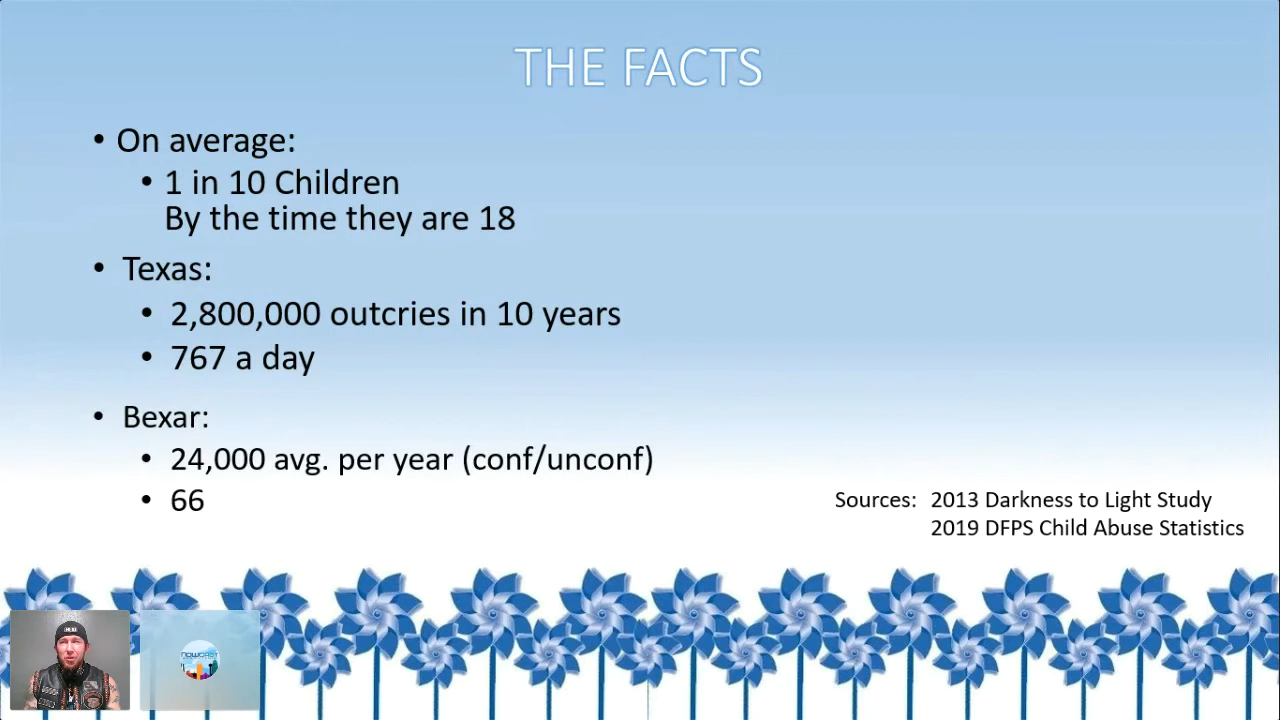 THE FACTS
• On average:
• 1 in 10 Children
By the time they are 18
• Texas:
• 2,800,000 outcries in 10 years
• 767 a day
• Bexar:
• 24,000 avg. per year (conf/unconf)
• 66
Sources: 2013 Darkness to Light Study
2019 DFPS Child Abuse Statistics
NOWCAST